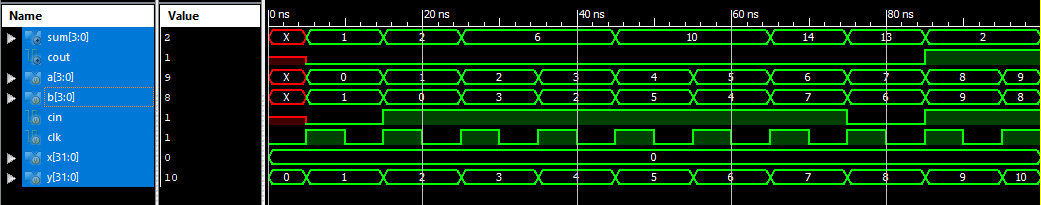 Name Value 0 ns 20 ns 40 ns 60 ns 80 ns
sum[3:0] 2 X 1 2 6 10 14 13 2
cout 1
a[3:0] 9 X 0 1 2 3 4 5 6 7 8 9
b[3:0] 8 X 1 0 3 2 5 4 7 6 9 8
cin 1
clk 1
x[31:0] 0 0
y[31:0] 10 0 1 2 3 4 5 6 7 8 9 10